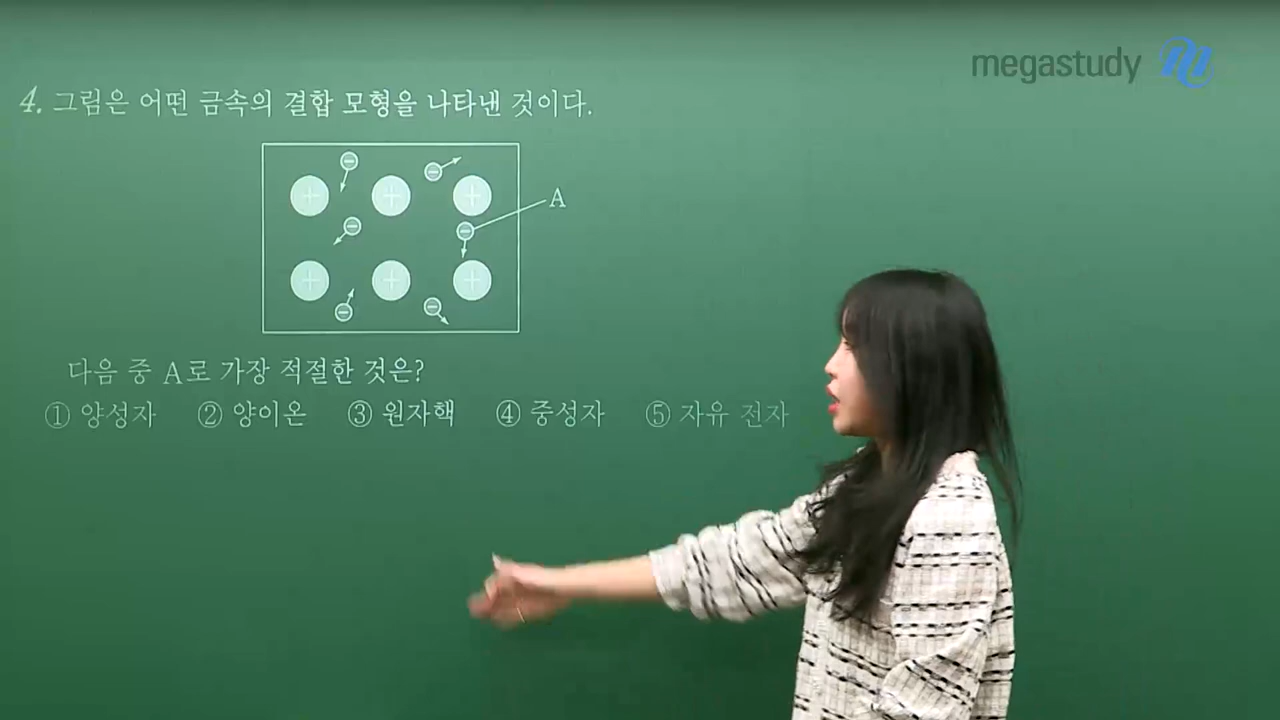 megastudy
4. 그림은 어떤 금속의 결합 모형을 나타낸 것이다.
A
다음 중 A로 가장 적절한 것은?
① 양성자 ② 양이온 ③ 원자핵 ④ 중성자 ⑤ 자유 전자